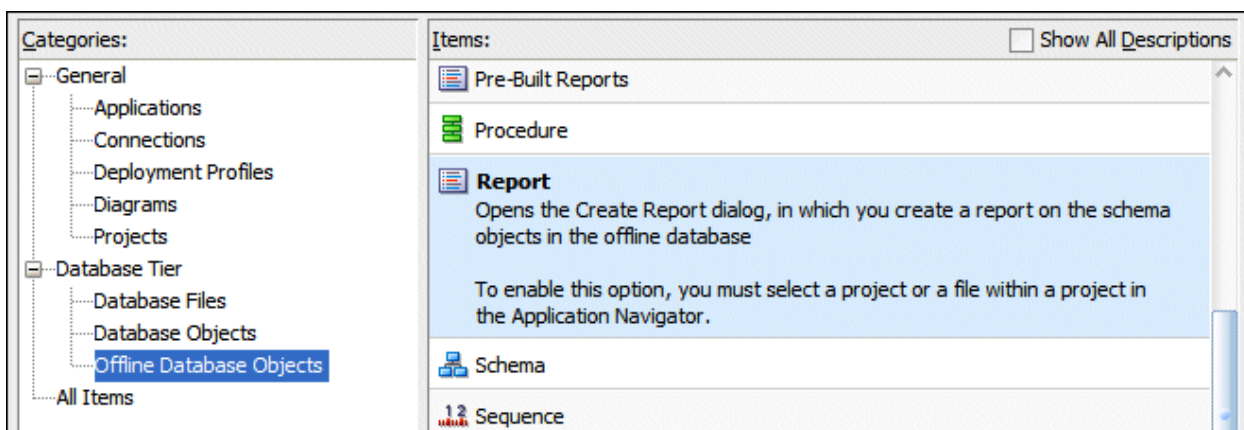 Categories:
General
Applications
Connections
Deployment Profiles
Diagrams
Projects
Database Tier
Database Files
Database Objects
Offline Database Objects
All Items
Items:
Show All Descriptions
Pre-Built Reports
Procedure
Report
Opens the Create Report dialog, in which you create a report on the schema
objects in the offline database
To enable this option, you must select a project or a file within a project in
the Application Navigator.
Schema
1 2
Sequence